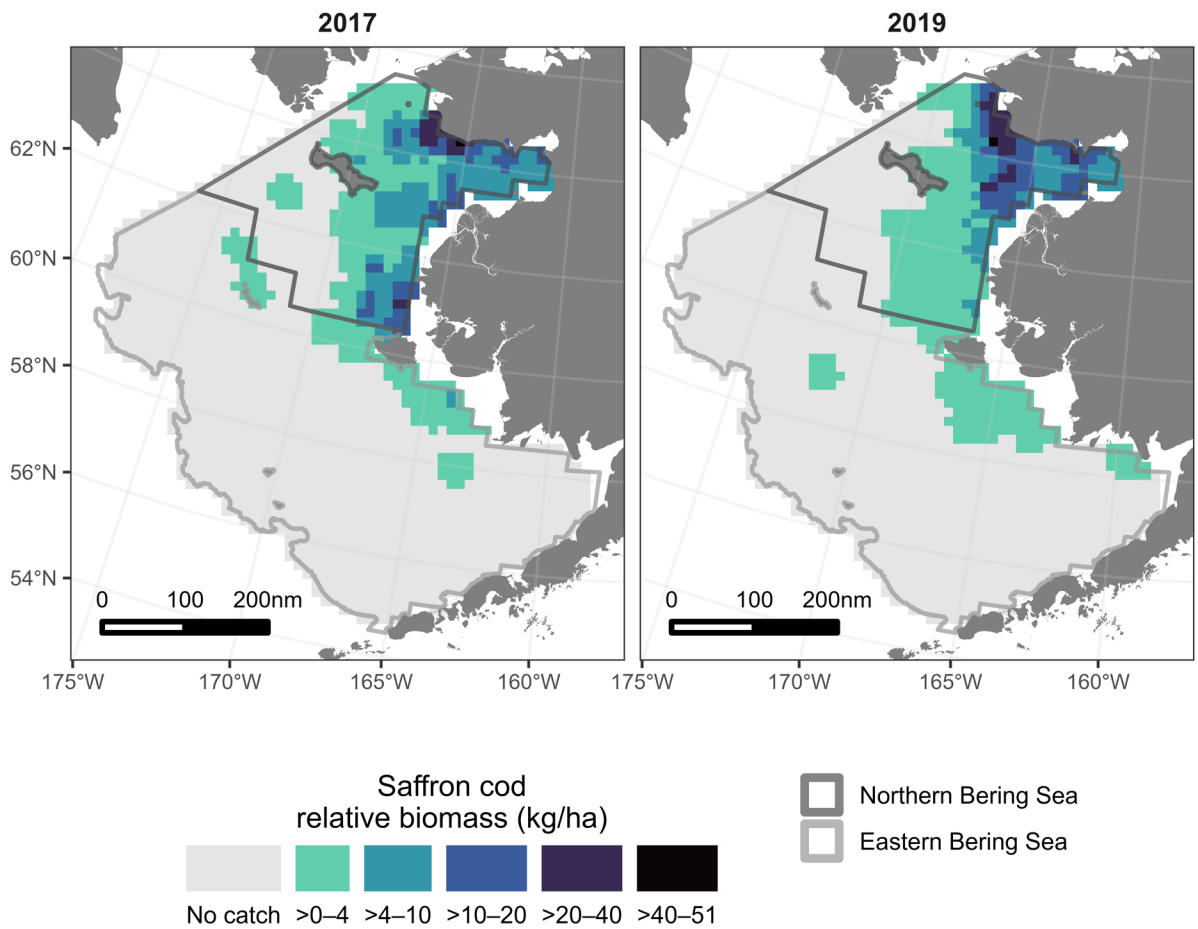 2017
2019
62°N
60°N
58°N
56°N
54°N
0 100 200nm
0 100 200nm
175°W 170°W 165°W 160°W 175°W 170°W 165°W 160°W
Saffron cod
relative biomass (kg/ha)
No catch >0–4 >4–10 >10–20 >20–40 >40–51
Northern Bering Sea
Eastern Bering Sea